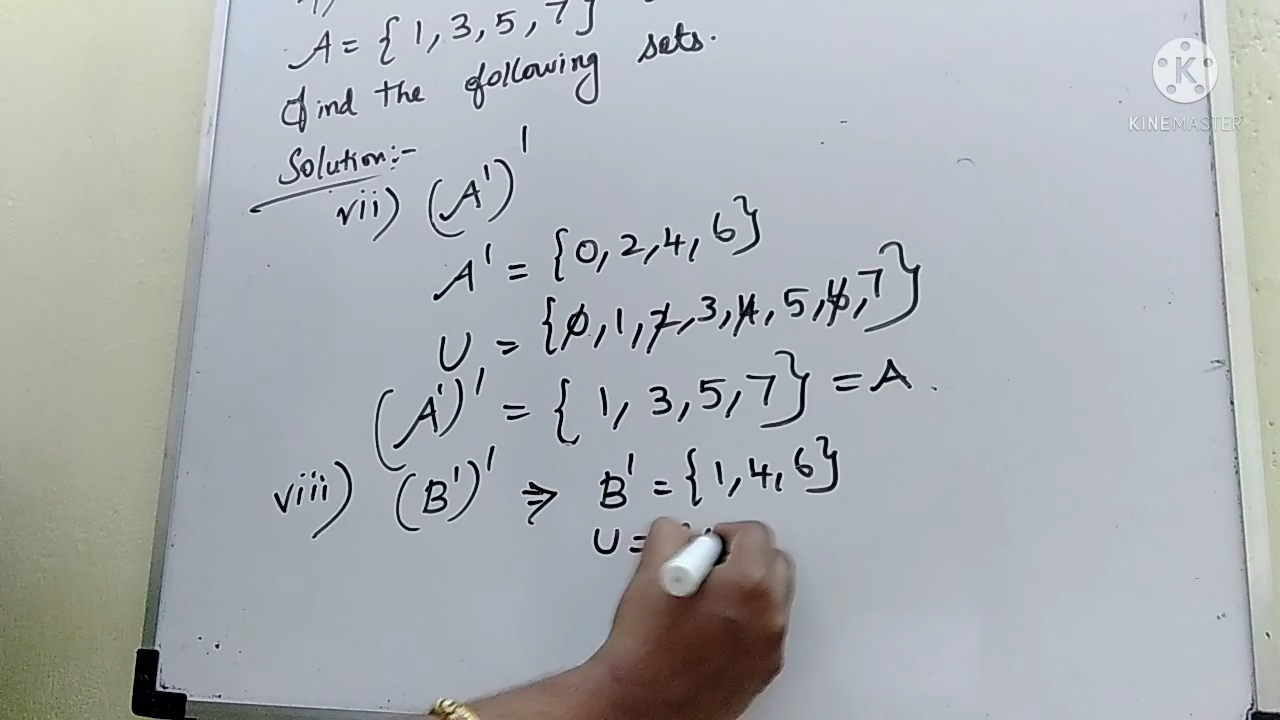 A = {1, 3, 5, 7}
find the following sets.
Solution:-
vii) (A')'
A' = {0, 2, 4, 6}
U = {0, 1, 2, 3, 4, 5, 6, 7}
(A')' = {1, 3, 5, 7} = A.
viii) (B')' ⇒ B' = {1, 4, 6}
U =
K
KINEMASTER